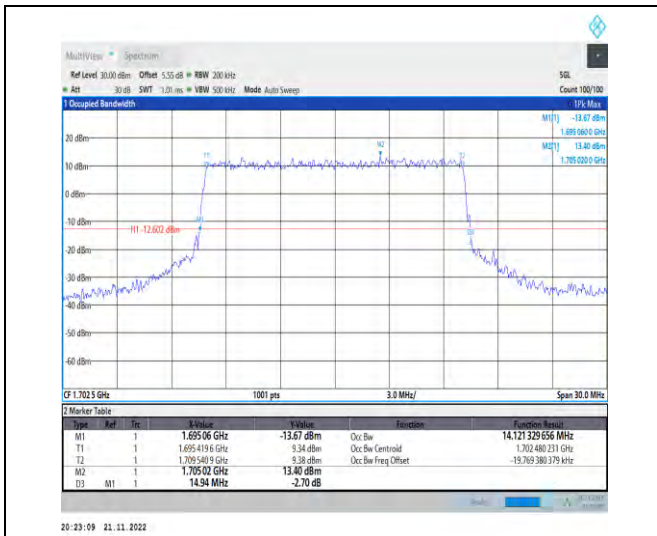 MultiView Spectrum
Ref Level 30.00 dBm Offset 5.55 dB RBW 200 kHz SGL
Att 30 dB SWT 1.01 ms VBW 500 kHz Mode Auto Sweep Count 100/100
1 Occupied Bandwidth 1Pk Max
M1[1] -13.67 dBm
1.695 060 0 GHz
M2[1] 13.40 dBm
1.705 020 0 GHz
20 dBm
M2
T1 T2
10 dBm
0 dBm
-10 dBm
M1
H1 -12.602 dBm
D3
-20 dBm
-30 dBm
-40 dBm
-50 dBm
-60 dBm
CF 1.702 5 GHz 1001 pts 3.0 MHz/ Span 30.0 MHz
2 Marker Table
Type Ref Trc X-Value Y-Value Function Function Result
M1 1 1.695 06 GHz -13.67 dBm Occ Bw 14.121 329 656 MHz
T1 1 1.695 419 6 GHz 9.34 dBm Occ Bw Centroid 1.702 480 231 GHz
T2 1 1.709 540 9 GHz 9.38 dBm Occ Bw Freq Offset -19.769 380 379 kHz
M2 1 1.705 02 GHz 13.40 dBm
D3 M1 1 14.94 MHz -2.70 dB
20:23:09 21.11.2022